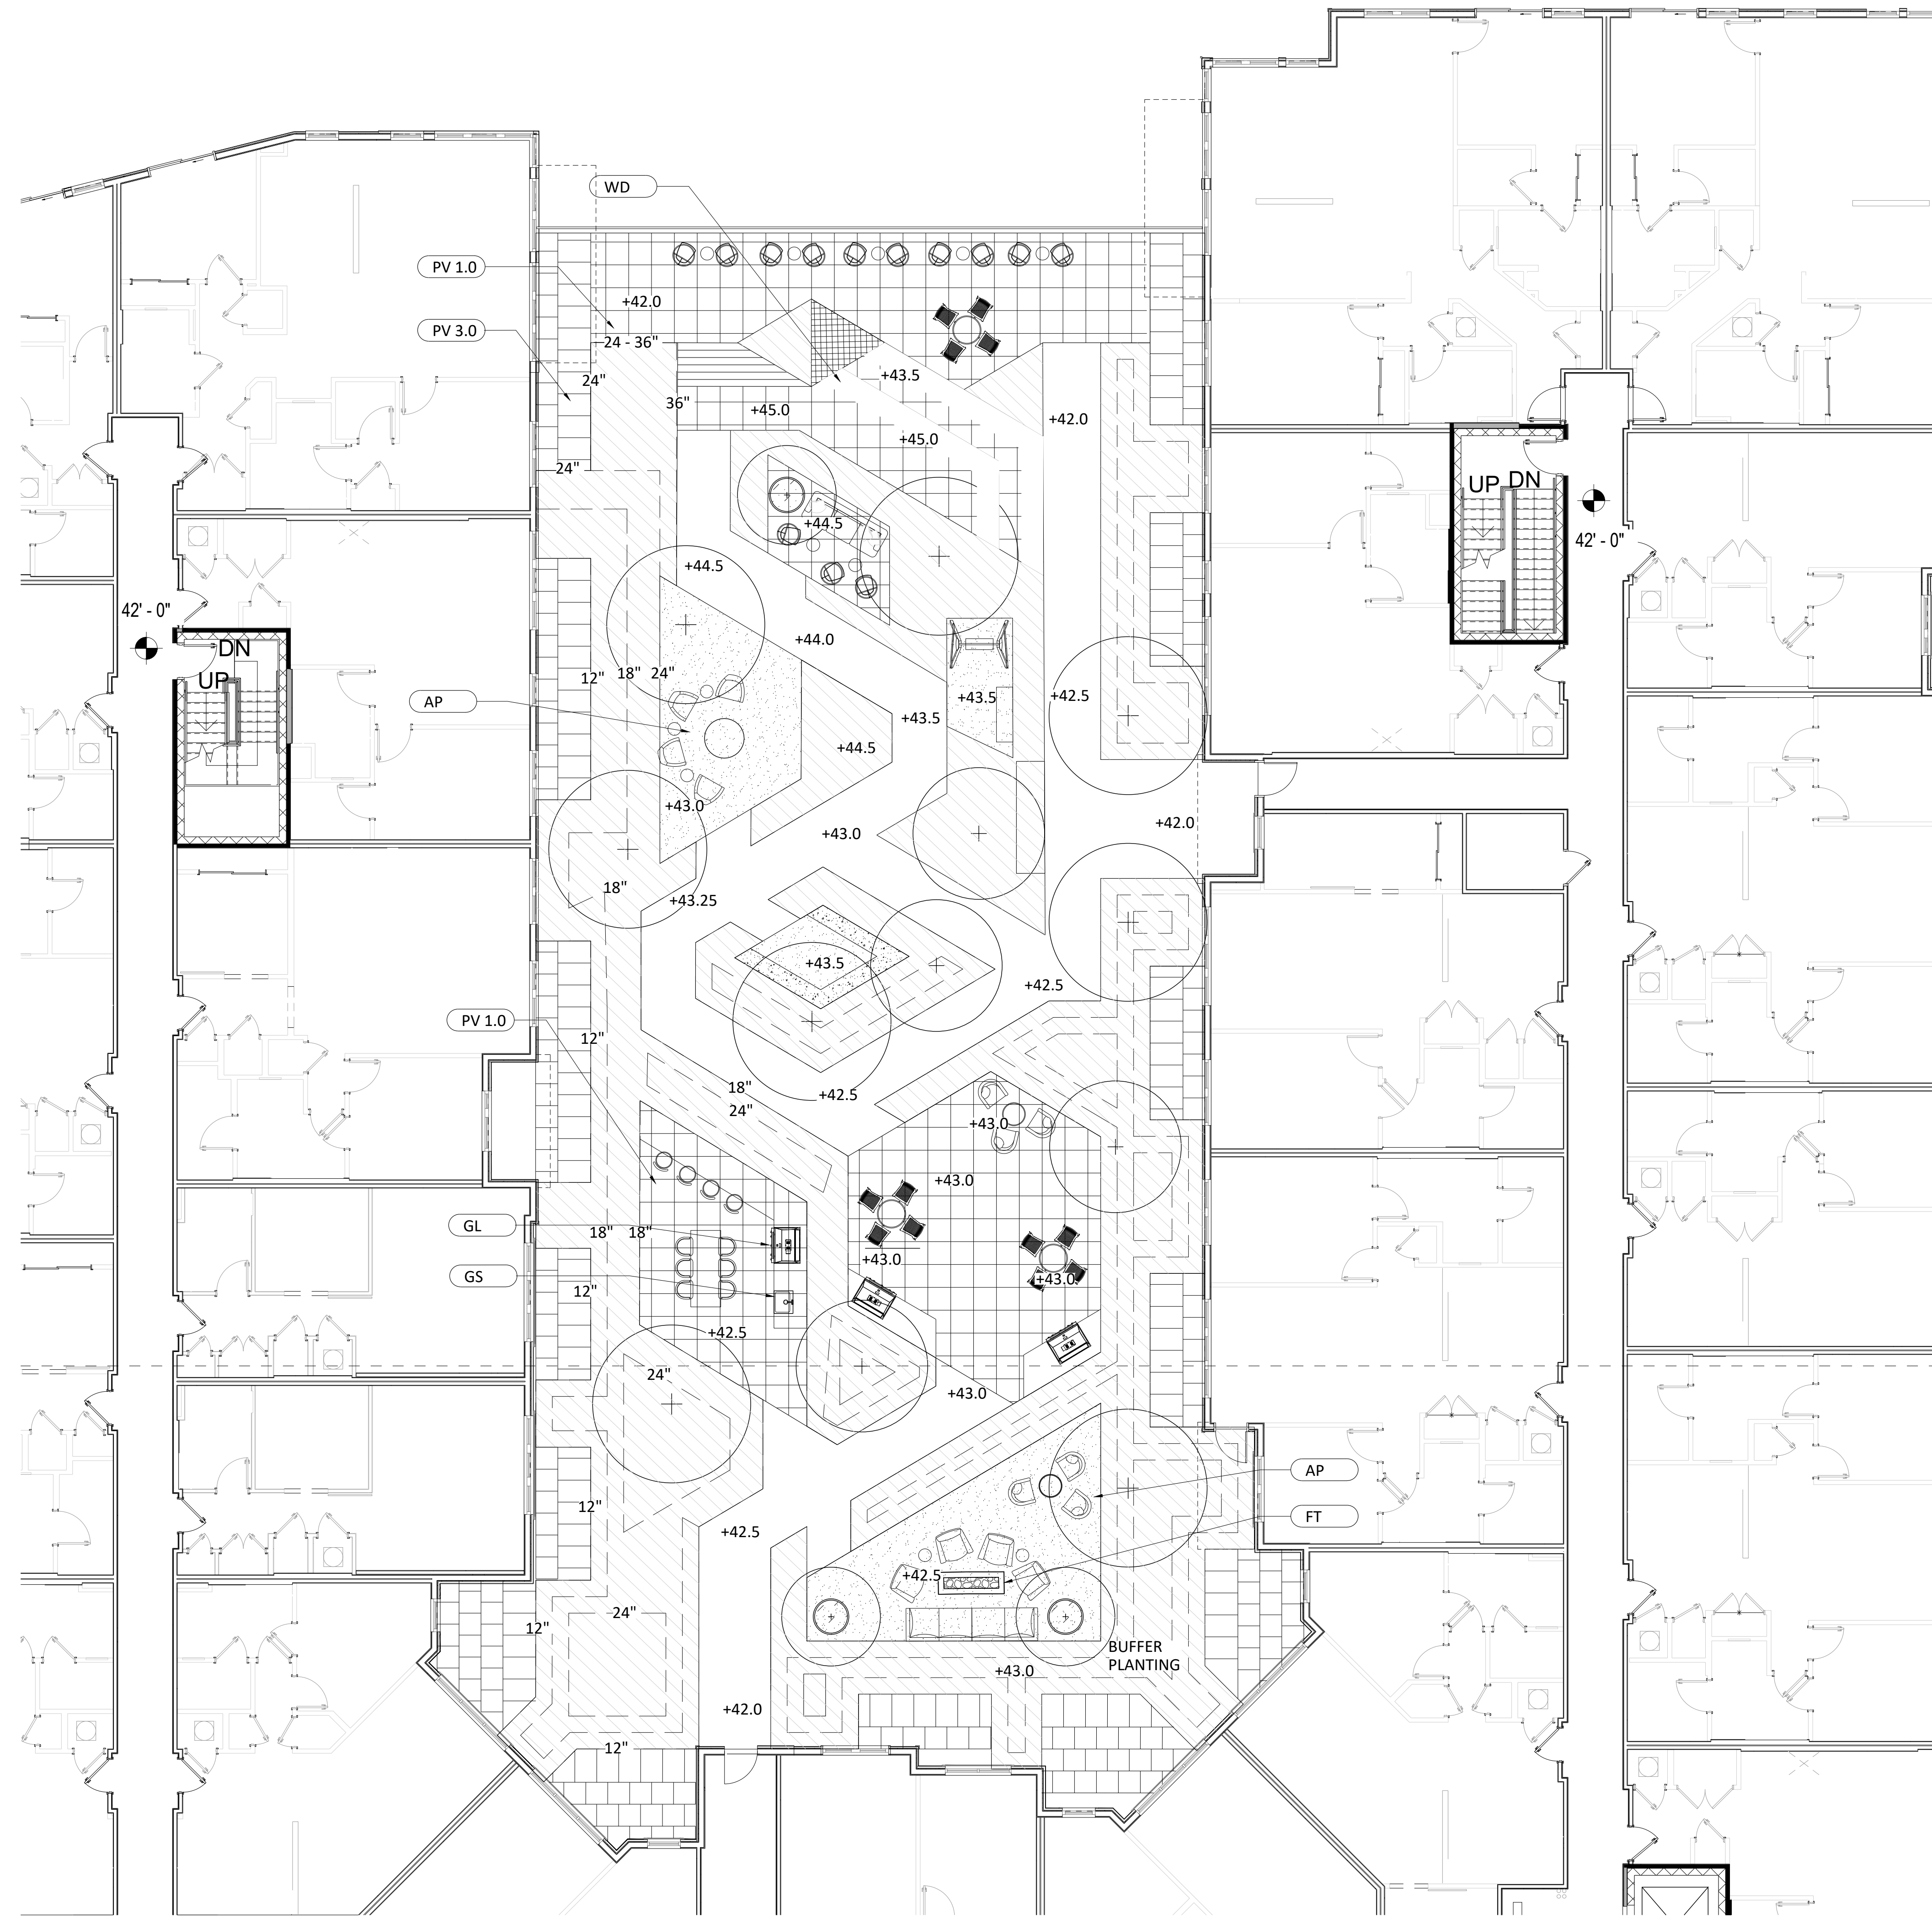 WD
PV 1.0
+42.0
PV 3.0
24 - 36"
24"
+43.5
36"
+45.0
+42.0
+45.0
24"
UP
DN
+44.5
42' - 0"
+44.5
42' - 0"
+44.0
DN
12"
18"
24"
UP
+42.5
+43.5
AP
+43.5
+44.5
+43.0
+42.0
+43.0
18"
+43.25
+43.5
+42.5
PV 1.0
12"
18"
+42.5
24"
+43.0
+43.0
GL
18"
18"
+43.0
GS
+43.0
12"
+42.5
24"
+43.0
AP
12"
FT
+42.5
+42.5
24"
12"
BUFFER
PLANTING
+43.0
+42.0
12"